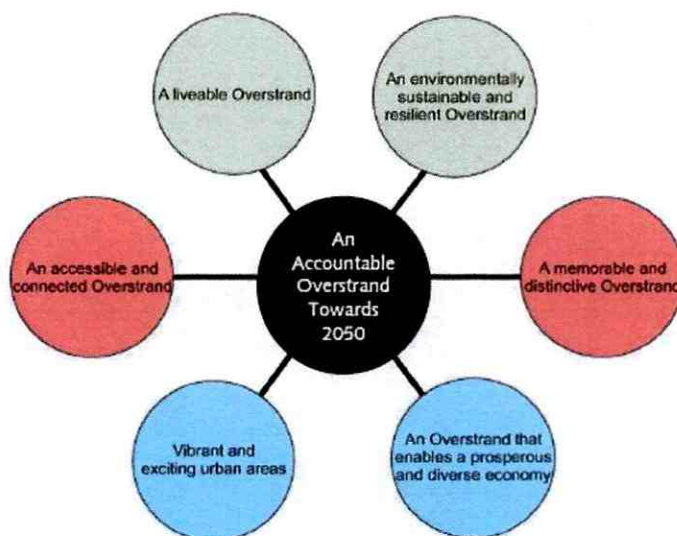 A liveable Overstrand
An environmentally
sustainable and
resilient Overstrand
An accessible and
connected Overstrand
An
Accountable
Overstrand
Towards
2050
A memorable and
distinctive Overstrand
Vibrant and
exciting urban areas
An Overstrand that
enables a prosperous
and diverse economy